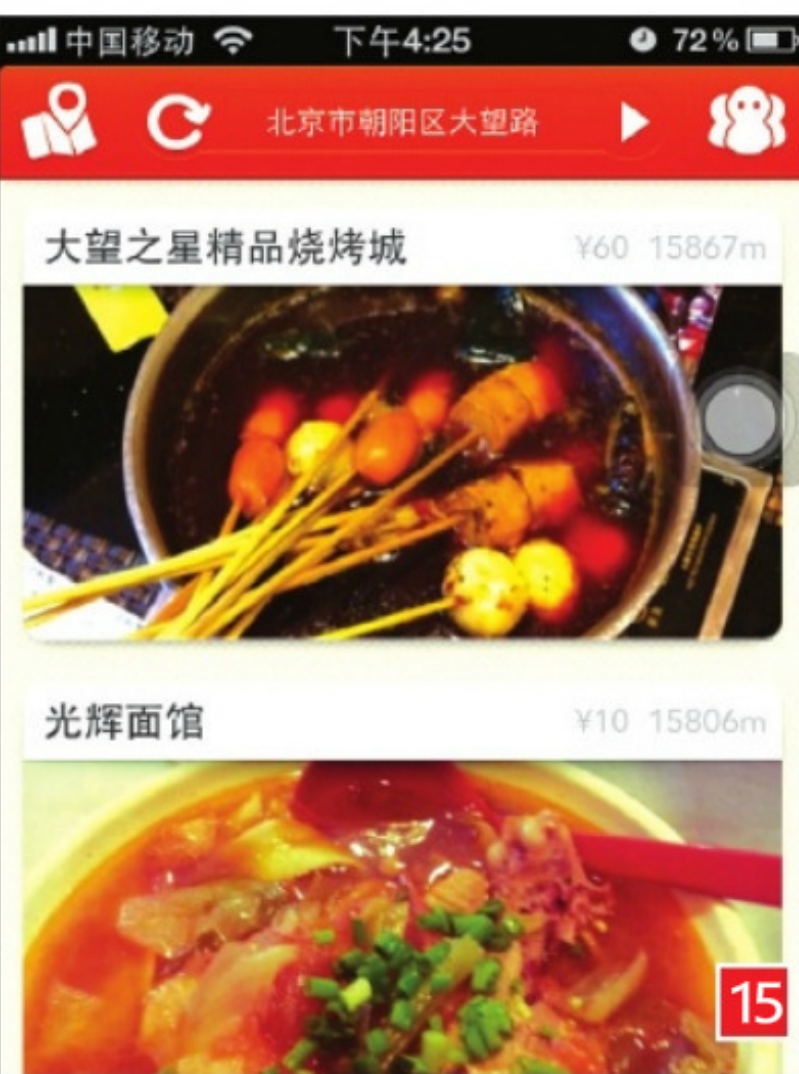 中国移动 下午4:25 72%
北京市朝阳区大望路
大望之星精品烧烤城 ¥60 15867m
光辉面馆 ¥10 15806m
15